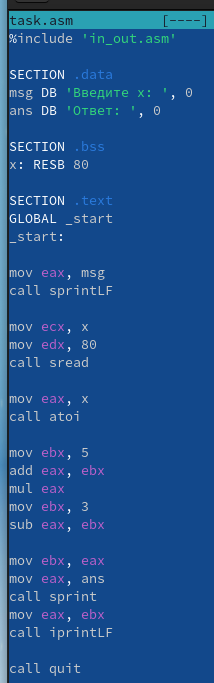 task.asm [----]
%include 'in_out.asm'
SECTION .data
msg DB 'Введите x: ', 0
ans DB 'Ответ: ', 0
SECTION .bss
x: RESB 80
SECTION .text
GLOBAL _start
_start:
mov eax, msg
call sprintLF
mov ecx, x
mov edx, 80
call sread
mov eax, x
call atoi
mov ebx, 5
add eax, ebx
mul eax
mov ebx, 3
sub eax, ebx
mov ebx, eax
mov eax, ans
call sprint
mov eax, ebx
call iprintLF
call quit